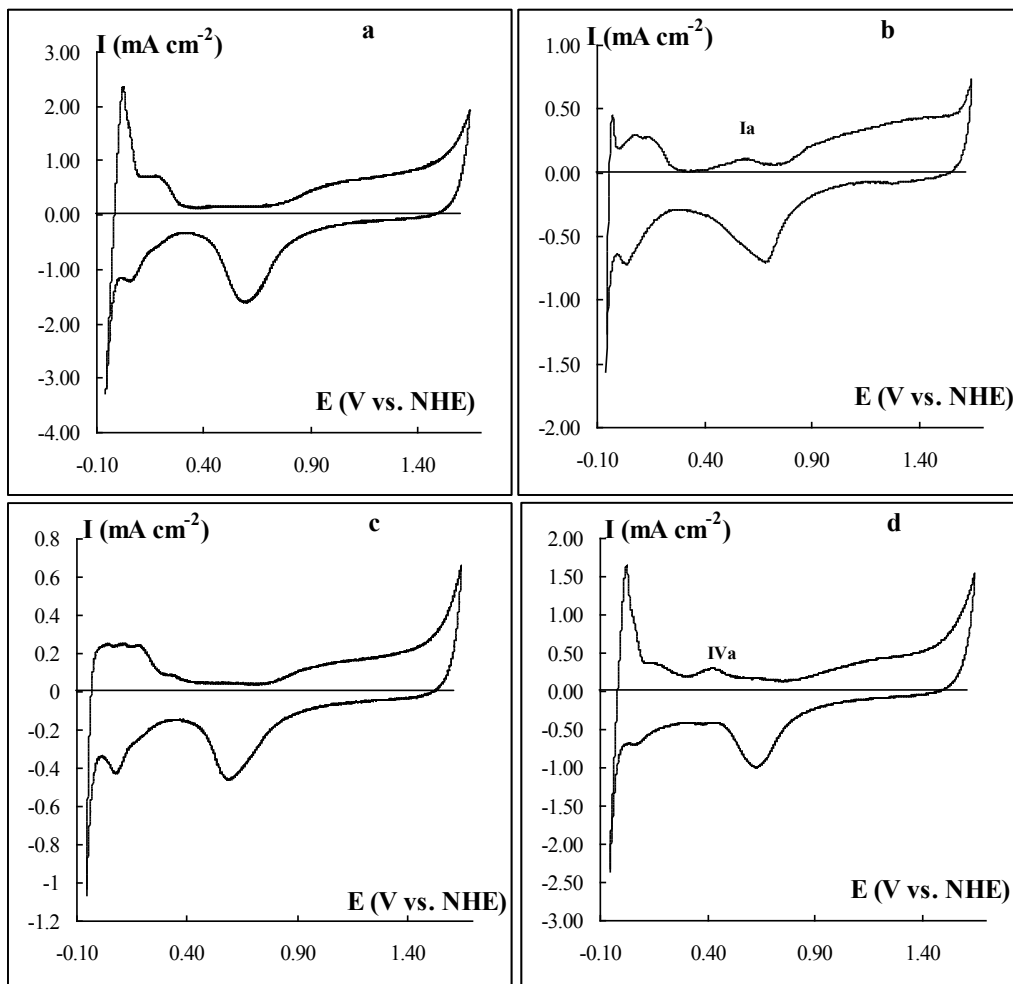 I (mA cm-2)
a
3.00
2.00
1.00
0.00
-1.00
-2.00
-3.00
-4.00
E (V vs. NHE)
-0.10 0.40 0.90 1.40
I (mA cm-2)
b
1.00
0.50
Ia
0.00
-0.50
-1.00
-1.50
-2.00
E (V vs. NHE)
-0.10 0.40 0.90 1.40
I (mA cm-2)
c
0.8
0.6
0.4
0.2
0
-0.2
-0.4
-0.6
-0.8
-1
-1.2
E (V vs. NHE)
-0.10 0.40 0.90 1.40
I (mA cm-2)
d
2.00
1.50
1.00
0.50
IVa
0.00
-0.50
-1.00
-1.50
-2.00
-2.50
-3.00
E (V vs. NHE)
-0.10 0.40 0.90 1.40